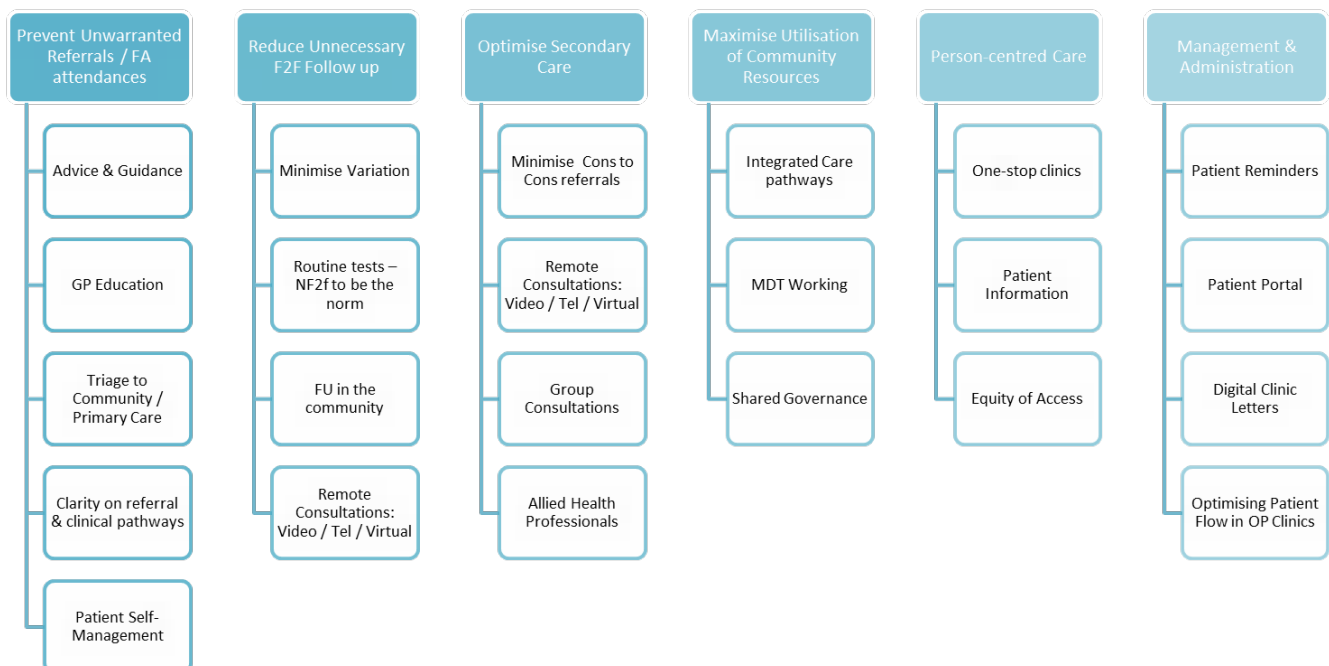 Prevent Unwarranted
Referrals / FA
attendances
Advice & Guidance
GP Education
Triage to
Community /
Primary Care
Clarity on referral
& clinical pathways
Patient Self-
Management
Reduce Unnecessary
F2F Follow up
Minimise Variation
Routine tests –
NF2f to be the
norm
FU in the
community
Remote
Consultations:
Video / Tel / Virtual
Optimise Secondary
Care
Minimise Cons to
Cons referrals
Remote
Consultations:
Video / Tel / Virtual
Group
Consultations
Allied Health
Professionals
Maximise Utilisation
of Community
Resources
Integrated Care
pathways
MDT Working
Shared Governance
Person-centred Care
One-stop clinics
Patient
Information
Equity of Access
Management &
Administration
Patient Reminders
Patient Portal
Digital Clinic
Letters
Optimising Patient
Flow in OP Clinics